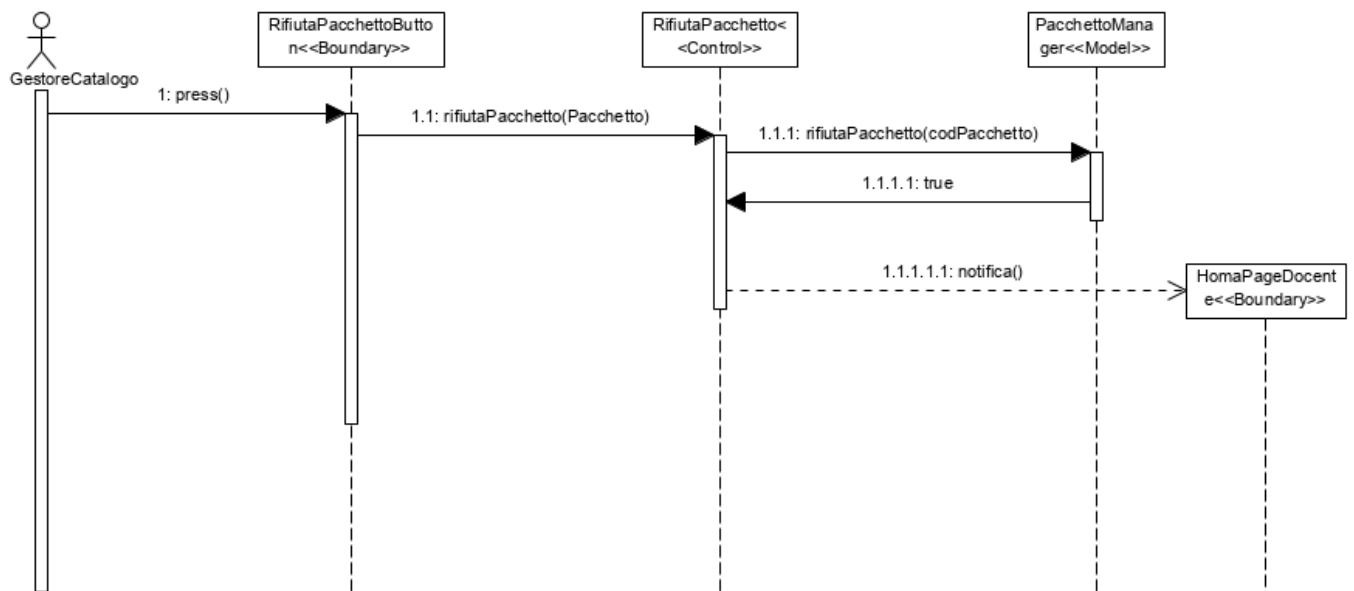 RifiutaPacchettoButto
n<<Boundary>>
RifiutaPacchetto<
<Control>>
PacchettoMana
ger<<Model>>
GestoreCatalogo
1: press()
1.1: rifiutaPacchetto(Pacchetto)
1.1.1: rifiutaPacchetto(codPacchetto)
1.1.1.1: true
1.1.1.1.1: notifica()
HomaPageDocent
e<<Boundary>>